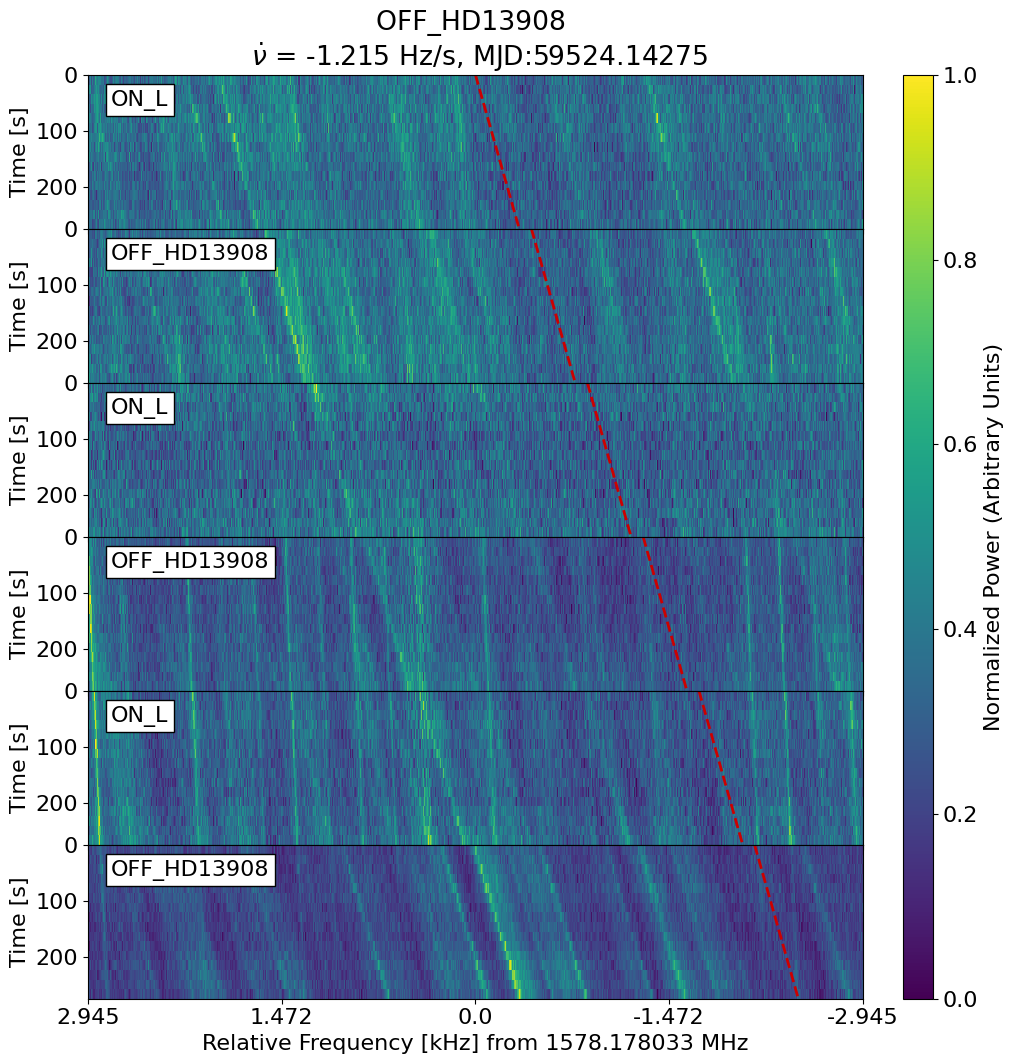 OFF_HD13908
ν̇ = -1.215 Hz/s, MJD:59524.14275
0
ON_L
100
Time [s]
200
0
OFF_HD13908
100
Time [s]
200
0
ON_L
100
Time [s]
200
0
OFF_HD13908
100
Time [s]
200
0
ON_L
100
Time [s]
200
0
OFF_HD13908
100
Time [s]
200
2.945 1.472 0.0 -1.472 -2.945
Relative Frequency [kHz] from 1578.178033 MHz
1.0
0.8
0.6
0.4
0.2
0.0
Normalized Power (Arbitrary Units)